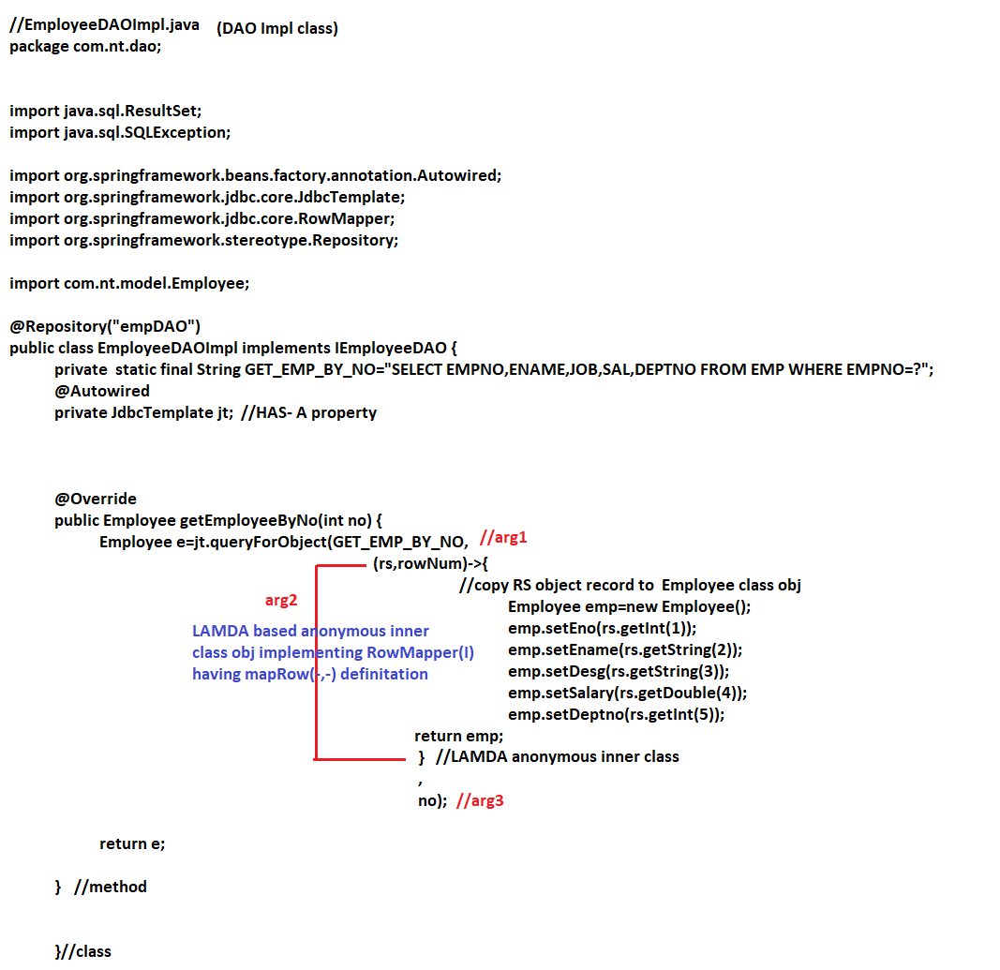 //EmployeeDAOImpl.java (DAO Impl class)
package com.nt.dao;
import java.sql.ResultSet;
import java.sql.SQLException;
import org.springframework.beans.factory.annotation.Autowired;
import org.springframework.jdbc.core.JdbcTemplate;
import org.springframework.jdbc.core.RowMapper;
import org.springframework.stereotype.Repository;
import com.nt.model.Employee;
@Repository("empDAO")
public class EmployeeDAOImpl implements IEmployeeDAO {
private  static final String GET_EMP_BY_NO="SELECT EMPNO,ENAME,JOB,SAL,DEPTNO FROM EMP WHERE EMPNO=?";
@Autowired
private JdbcTemplate jt;  //HAS- A property
@Override
public Employee getEmployeeByNo(int no) {
Employee e=jt.queryForObject(GET_EMP_BY_NO, //arg1
(rs,rowNum)->{
//copy RS object record to  Employee class obj
arg2
Employee emp=new Employee();
LAMDA based anonymous inner
emp.setEno(rs.getInt(1));
class obj implementing RowMapper(I)
emp.setEname(rs.getString(2));
having mapRow(-,-) definitation
emp.setDesg(rs.getString(3));
emp.setSalary(rs.getDouble(4));
emp.setDeptno(rs.getInt(5));
return emp;
}  //LAMDA anonymous inner class
,
no); //arg3
return e;
}  //method
}//class